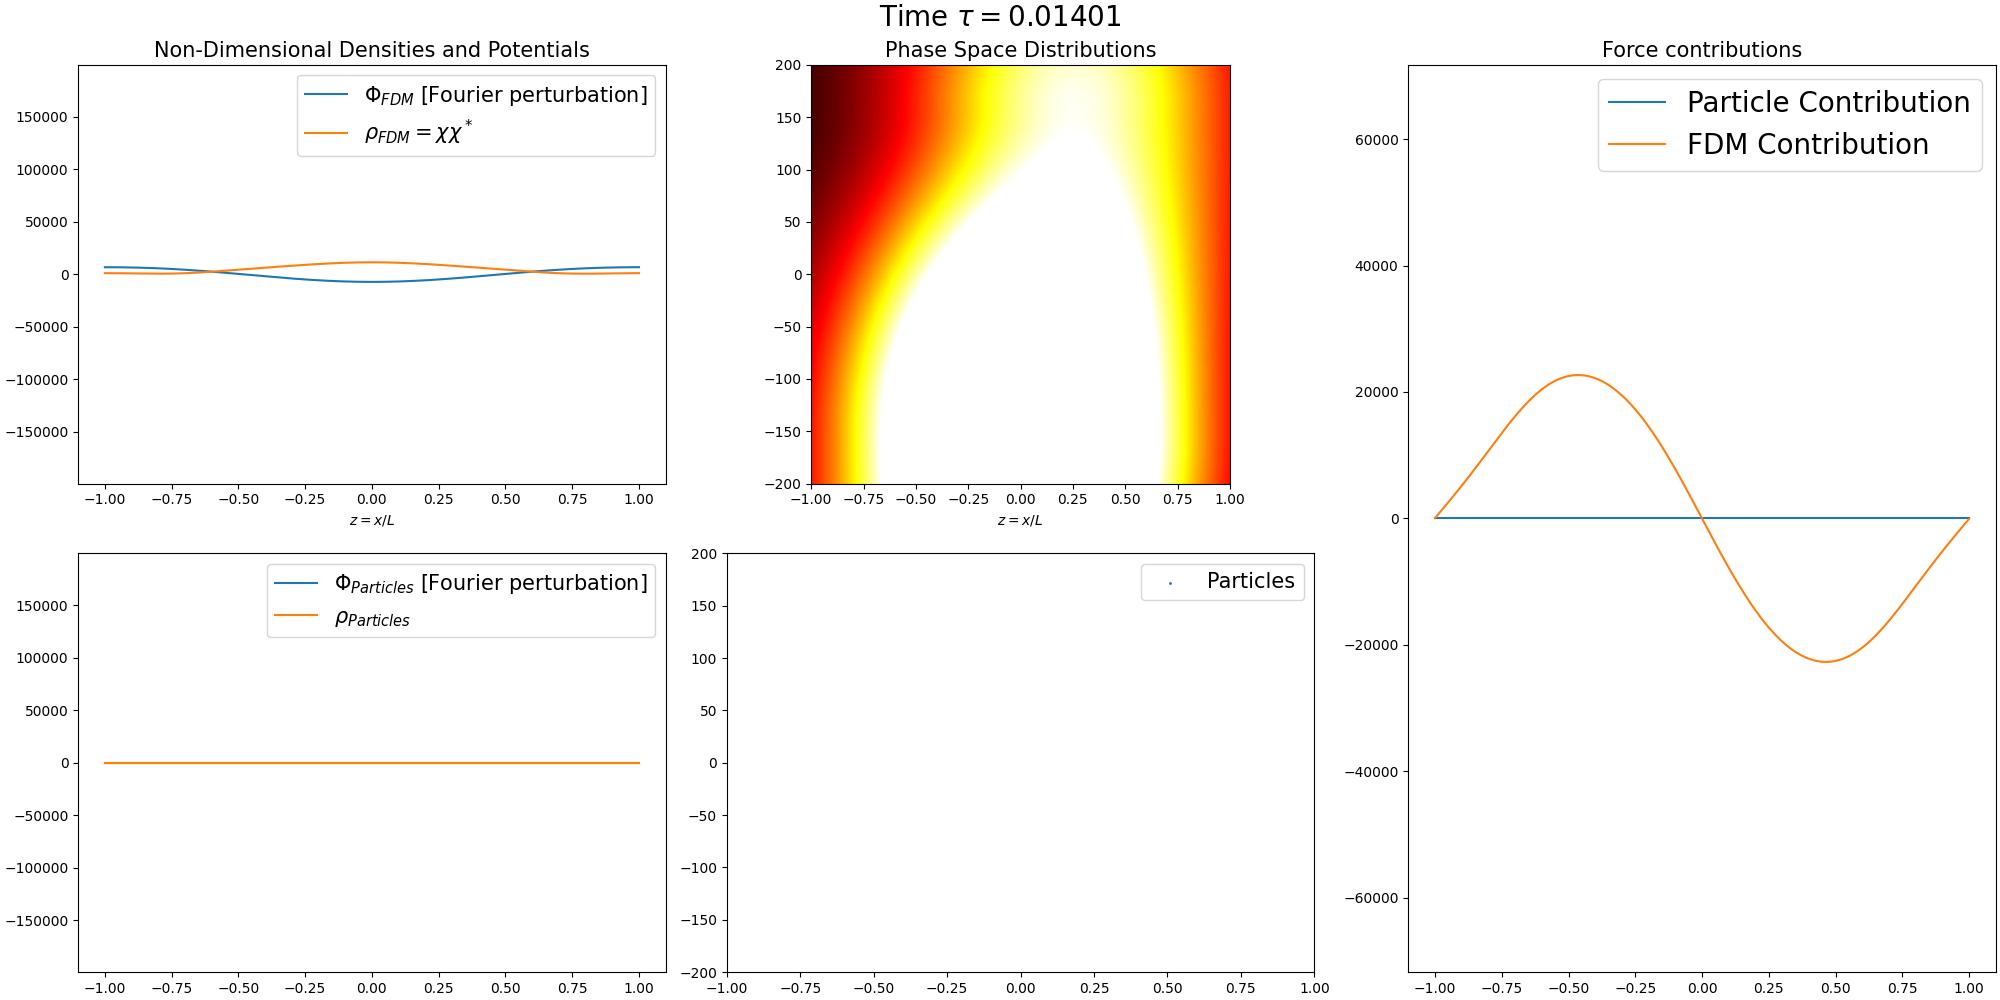 Time τ = 0.01401
Non-Dimensional Densities and Potentials
Φ_FDM [Fourier perturbation]
ρ_FDM = χχ*
150000
100000
50000
0
−50000
−100000
−150000
−1.00 −0.75 −0.50 −0.25 0.00 0.25 0.50 0.75 1.00
z = x/L
Phase Space Distributions
200
150
100
50
0
−50
−100
−150
−200
−1.00 −0.75 −0.50 −0.25 0.00 0.25 0.50 0.75 1.00
z = x/L
Force contributions
Particle Contribution
FDM Contribution
60000
40000
20000
0
−20000
−40000
−60000
−1.00 −0.75 −0.50 −0.25 0.00 0.25 0.50 0.75 1.00
Φ_Particles [Fourier perturbation]
ρ_Particles
150000
100000
50000
0
−50000
−100000
−150000
−1.00 −0.75 −0.50 −0.25 0.00 0.25 0.50 0.75 1.00
Particles
200
150
100
50
0
−50
−100
−150
−200
−1.00 −0.75 −0.50 −0.25 0.00 0.25 0.50 0.75 1.00